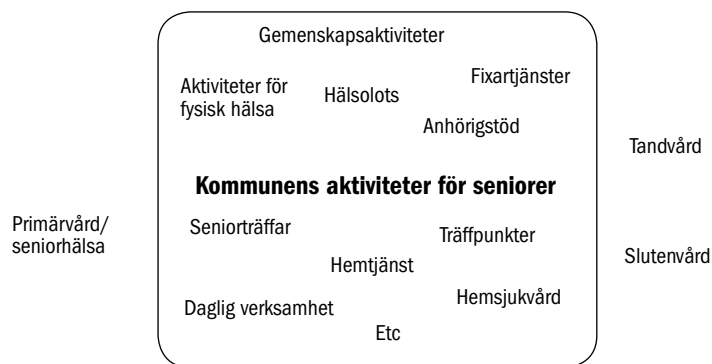 Gemenskapsaktiviteter
Fixartjänster
Aktiviteter för
fysisk hälsa
Hälsolots
Anhörigstöd
Tandvård
Kommunens aktiviteter för seniorer
Primärvård/
seniorhälsa
Seniorträffar
Träffpunkter
Slutenvård
Hemtjänst
Hemsjukvård
Daglig verksamhet
Etc